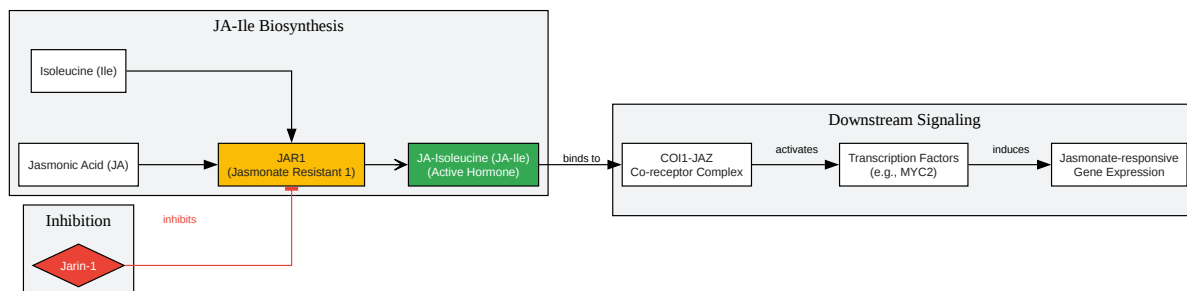 JA-Ile Biosynthesis
Isoleucine (Ile)
Jasmonic Acid (JA)
JAR1
(Jasmonate Resistant 1)
JA-Isoleucine (JA-Ile)
(Active Hormone)
binds to
Downstream Signaling
COI1-JAZ
Co-receptor Complex
activates
Transcription Factors
(e.g., MYC2)
induces
Jasmonate-responsive
Gene Expression
Inhibition
inhibits
Jarin-1